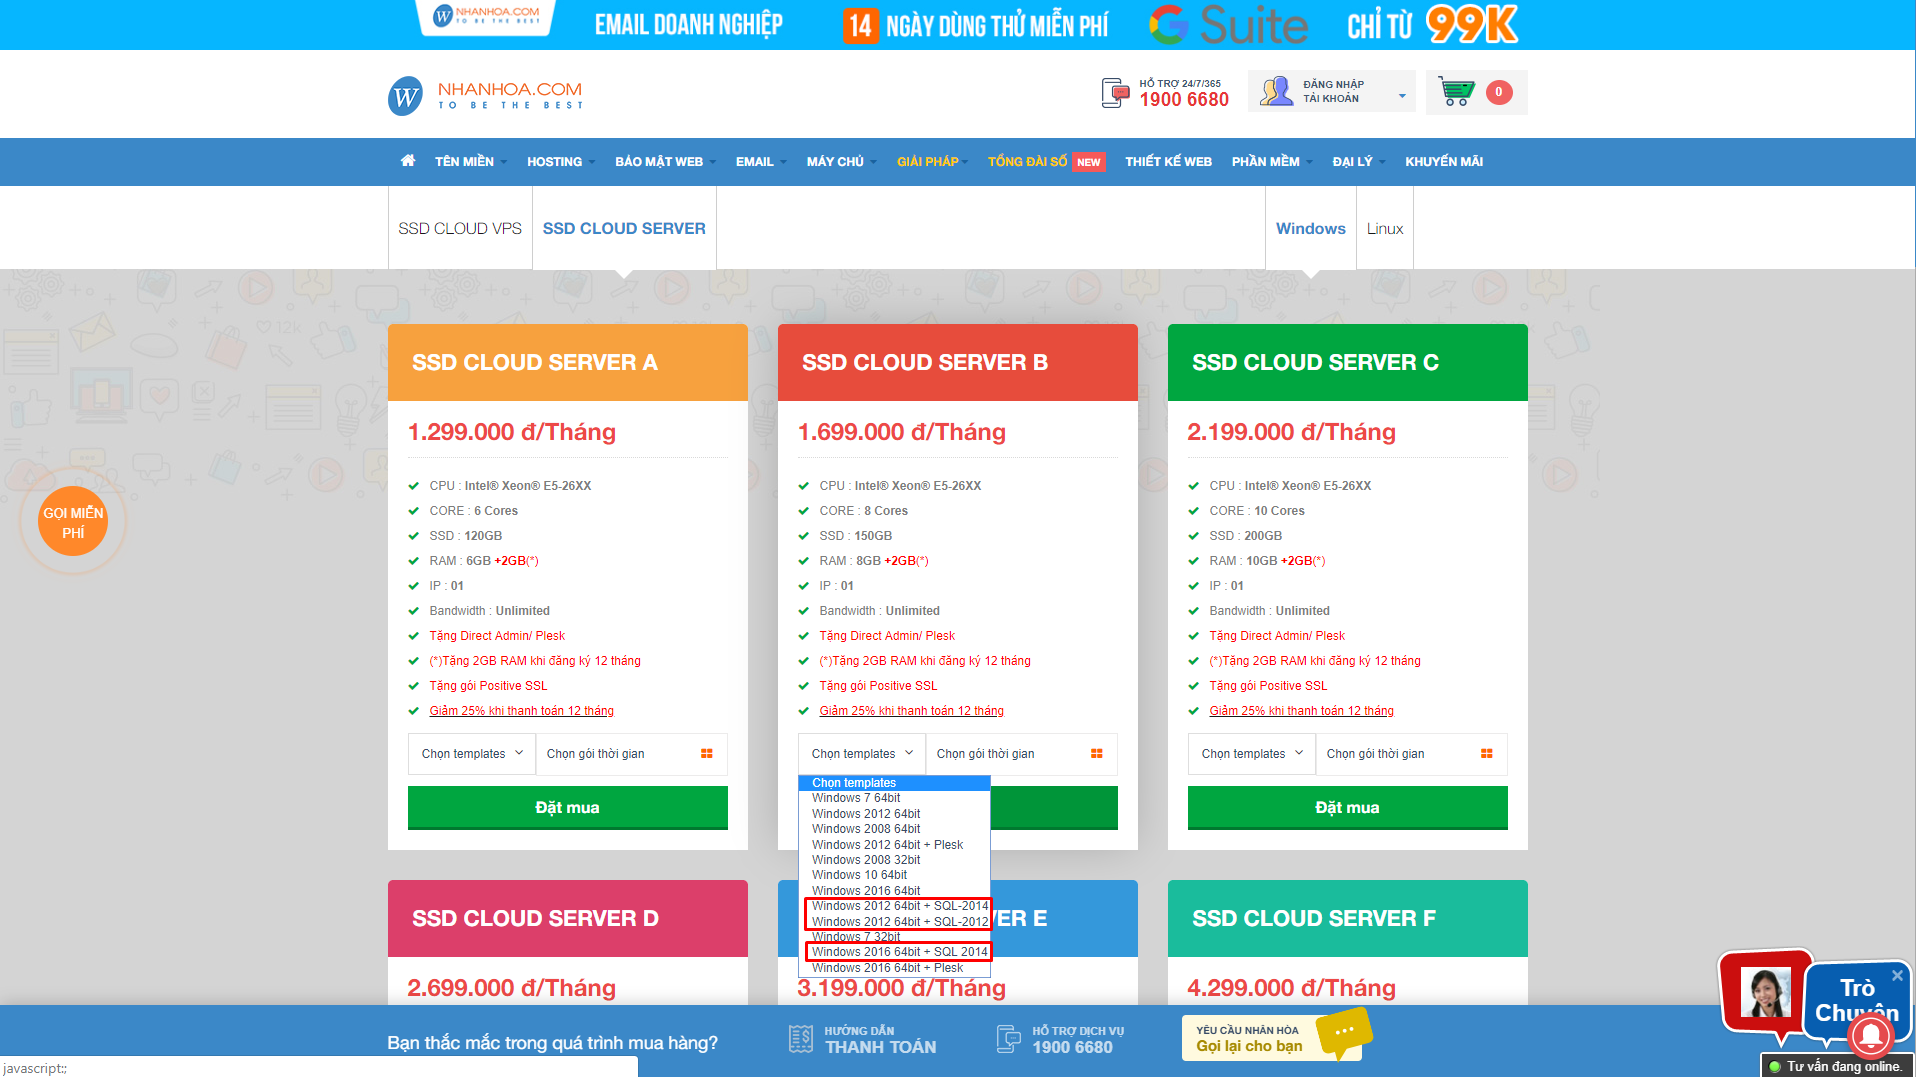 NHANHOA.COM
TO BE THE BEST
EMAIL DOANH NGHIỆP
14 NGÀY DÙNG THỬ MIỄN PHÍ
G Suite
CHỈ TỪ 99K
W NHANHOA.COM
TO BE THE BEST
HỖ TRỢ 24/7/365
1900 6680
ĐĂNG NHẬP
TÀI KHOẢN
0
TÊN MIỀN
HOSTING
BẢO MẬT WEB
EMAIL
MÁY CHỦ
GIẢI PHÁP
TỔNG ĐÀI SỐ NEW
THIẾT KẾ WEB
PHẦN MỀM
ĐẠI LÝ
KHUYẾN MÃI
SSD CLOUD VPS
SSD CLOUD SERVER
Windows
Linux
SSD CLOUD SERVER A
1.299.000 đ/Tháng
CPU : Intel® Xeon® E5-26XX
CORE : 6 Cores
SSD : 120GB
RAM : 6GB +2GB(*)
IP : 01
Bandwidth : Unlimited
Tặng Direct Admin/ Plesk
(*)Tặng 2GB RAM khi đăng ký 12 tháng
Tặng gói Positive SSL
Giảm 25% khi thanh toán 12 tháng
Chọn templates
Chọn gói thời gian
Đặt mua
SSD CLOUD SERVER B
1.699.000 đ/Tháng
CPU : Intel® Xeon® E5-26XX
CORE : 8 Cores
SSD : 150GB
RAM : 8GB +2GB(*)
IP : 01
Bandwidth : Unlimited
Tặng Direct Admin/ Plesk
(*)Tặng 2GB RAM khi đăng ký 12 tháng
Tặng gói Positive SSL
Giảm 25% khi thanh toán 12 tháng
Chọn templates
Chọn gói thời gian
Chọn templates
Windows 7 64bit
Windows 2012 64bit
Windows 2008 64bit
Windows 2012 64bit + Plesk
Windows 2008 32bit
Windows 10 64bit
Windows 2016 64bit
Windows 2012 64bit + SQL-2014
Windows 2012 64bit + SQL-2012
Windows 7 32bit
Windows 2016 64bit + SQL 2014
Windows 2016 64bit + Plesk
SSD CLOUD SERVER C
2.199.000 đ/Tháng
CPU : Intel® Xeon® E5-26XX
CORE : 10 Cores
SSD : 200GB
RAM : 10GB +2GB(*)
IP : 01
Bandwidth : Unlimited
Tặng Direct Admin/ Plesk
(*)Tặng 2GB RAM khi đăng ký 12 tháng
Tặng gói Positive SSL
Giảm 25% khi thanh toán 12 tháng
Chọn templates
Chọn gói thời gian
Đặt mua
GỌI MIỄN
PHÍ
SSD CLOUD SERVER D
2.699.000 đ/Tháng
VER E
3.199.000 đ/Tháng
SSD CLOUD SERVER F
4.299.000 đ/Tháng
Bạn thắc mắc trong quá trình mua hàng?
HƯỚNG DẪN
THANH TOÁN
HỖ TRỢ DỊCH VỤ
1900 6680
YÊU CẦU NHÂN HÒA
Gọi lại cho bạn
Trò
Chuyện
Tư vấn đang online.
javascript:;